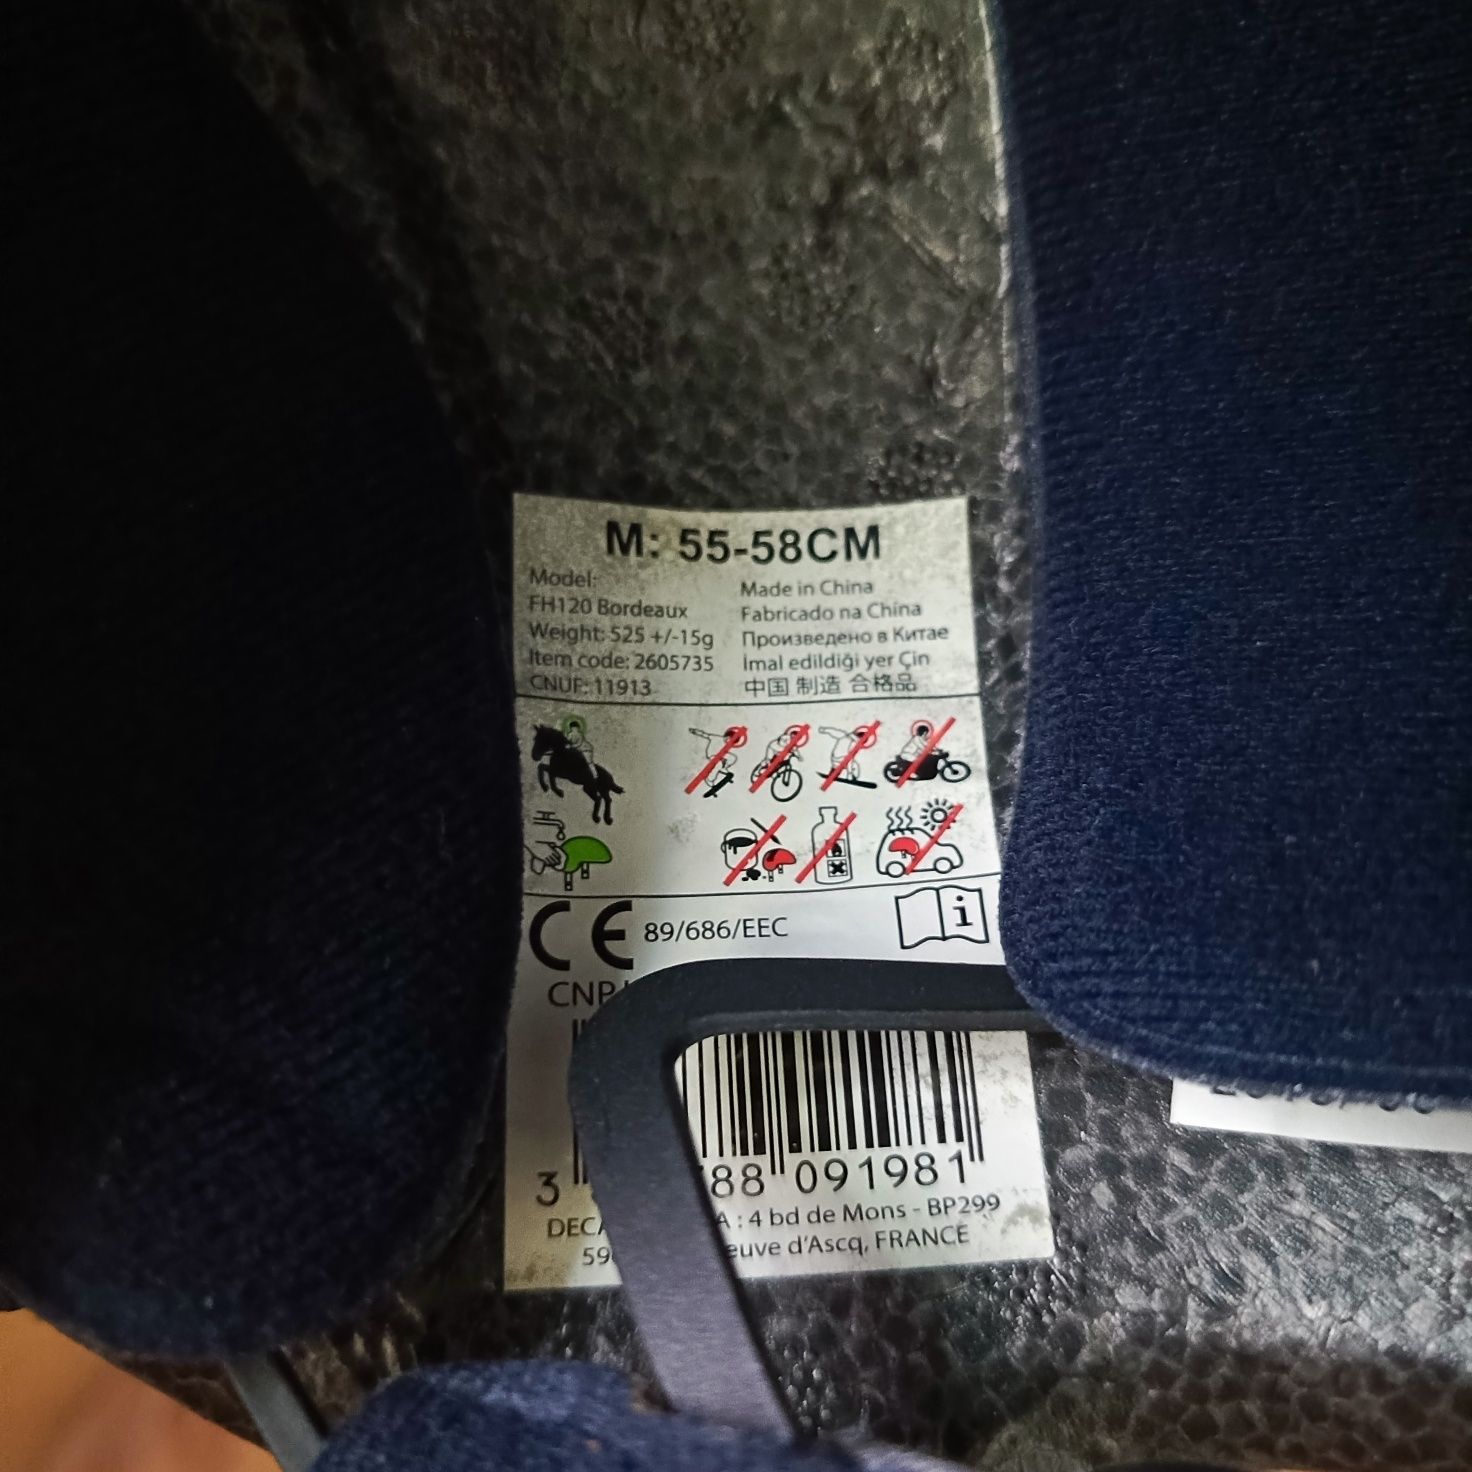 M: 55-58CM
Model:
FH120 Bordeaux
Weight: 525 +/-15g
Item code: 2605735
CNUF: 11913
Made in China
Fabricado na China
Произведено в Китае
İmal edildiği yer Çin
中国 制造 合格品
CE 89/686/EEC
i
3 88 091981
: 4 bd de Mons - BP299
d'Ascq, FRANCE